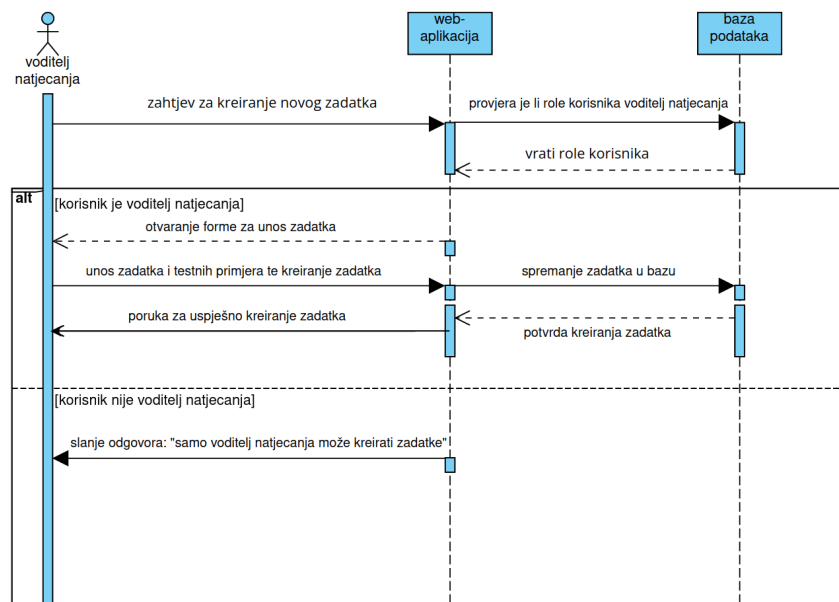 web-
aplikacija
baza
podataka
voditelj
natjecanja
zahtjev za kreiranje novog zadatka
provjera je li role korisnika voditelj natjecanja
vrati role korisnika
alt
[korisnik je voditelj natjecanja]
otvaranje forme za unos zadatka
unos zadatka i testnih primjera te kreiranje zadatka
spremanje zadatka u bazu
poruka za uspješno kreiranje zadatka
potvrda kreiranja zadatka
[korisnik nije voditelj natjecanja]
slanje odgovora: "samo voditelj natjecanja može kreirati zadatke"